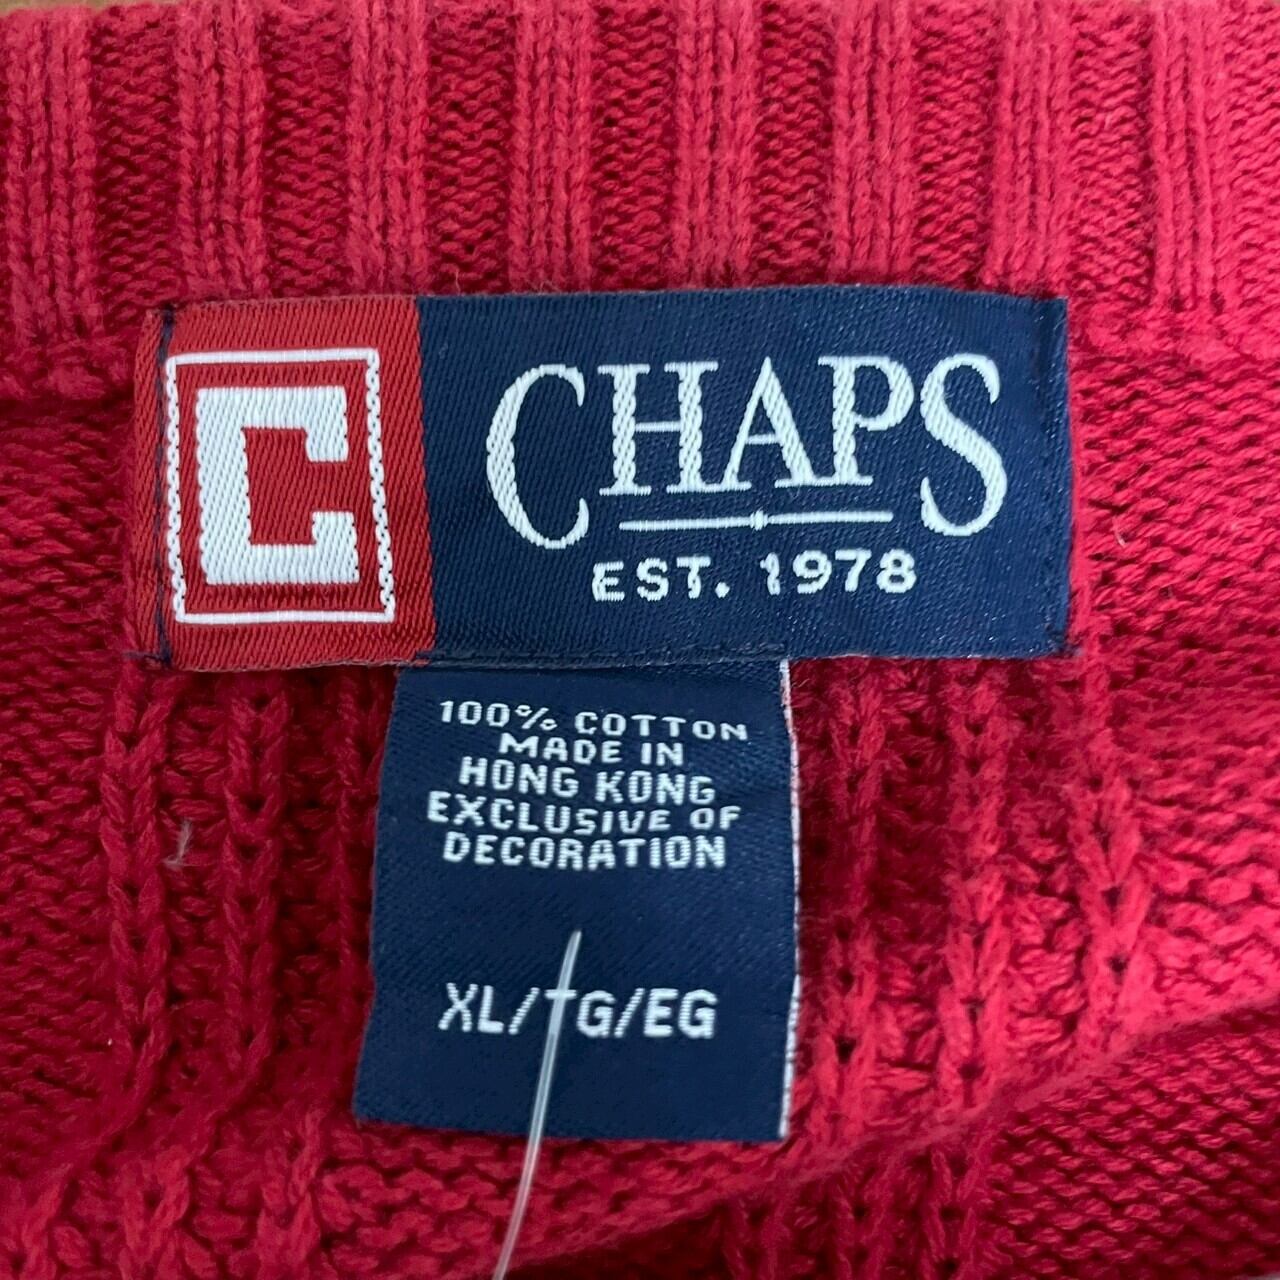 C
CHAPS
EST. 1978
100% COTTON
MADE IN
HONG KONG
EXCLUSIVE OF
DECORATION
XL/TG/EG